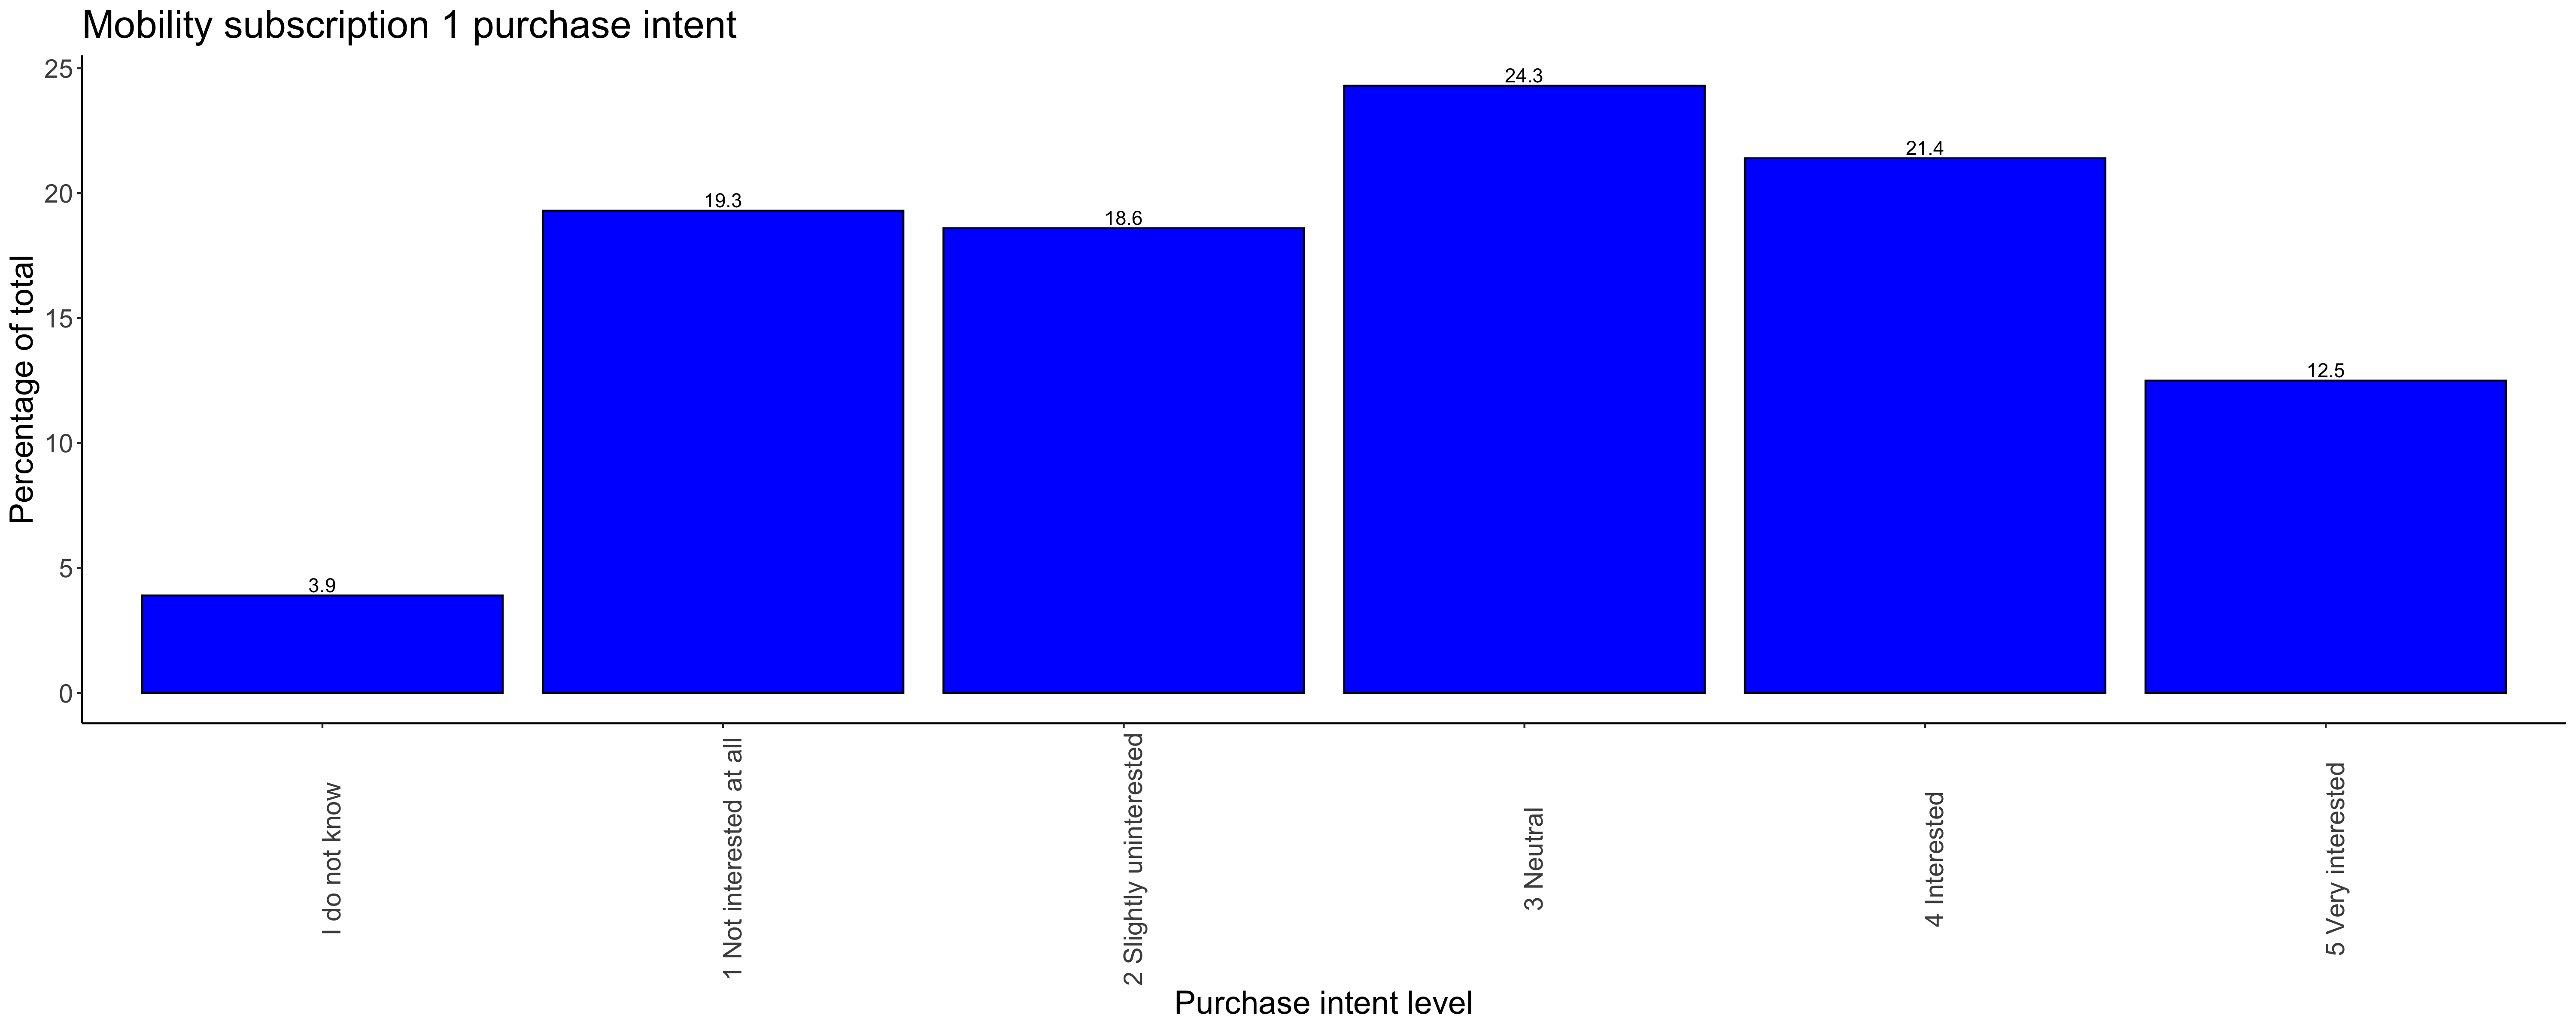 Mobility subscription 1 purchase intent
Percentage of total
25
20
15
10
5
0
3.9
19.3
18.6
24.3
21.4
12.5
I do not know
1 Not interested at all
2 Slightly uninterested
3 Neutral
4 Interested
5 Very interested
Purchase intent level